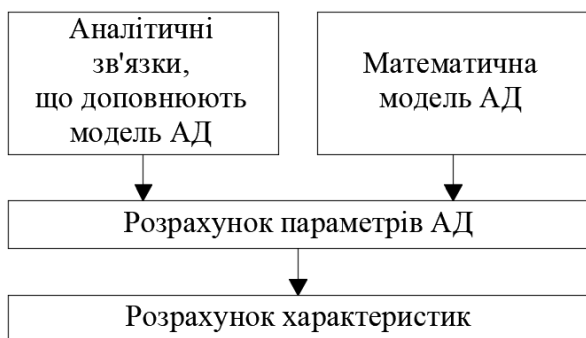 Аналітичні
зв'язки,
що доповнюють
модель АД
Математична
модель АД
Розрахунок параметрів АД
Розрахунок характеристик